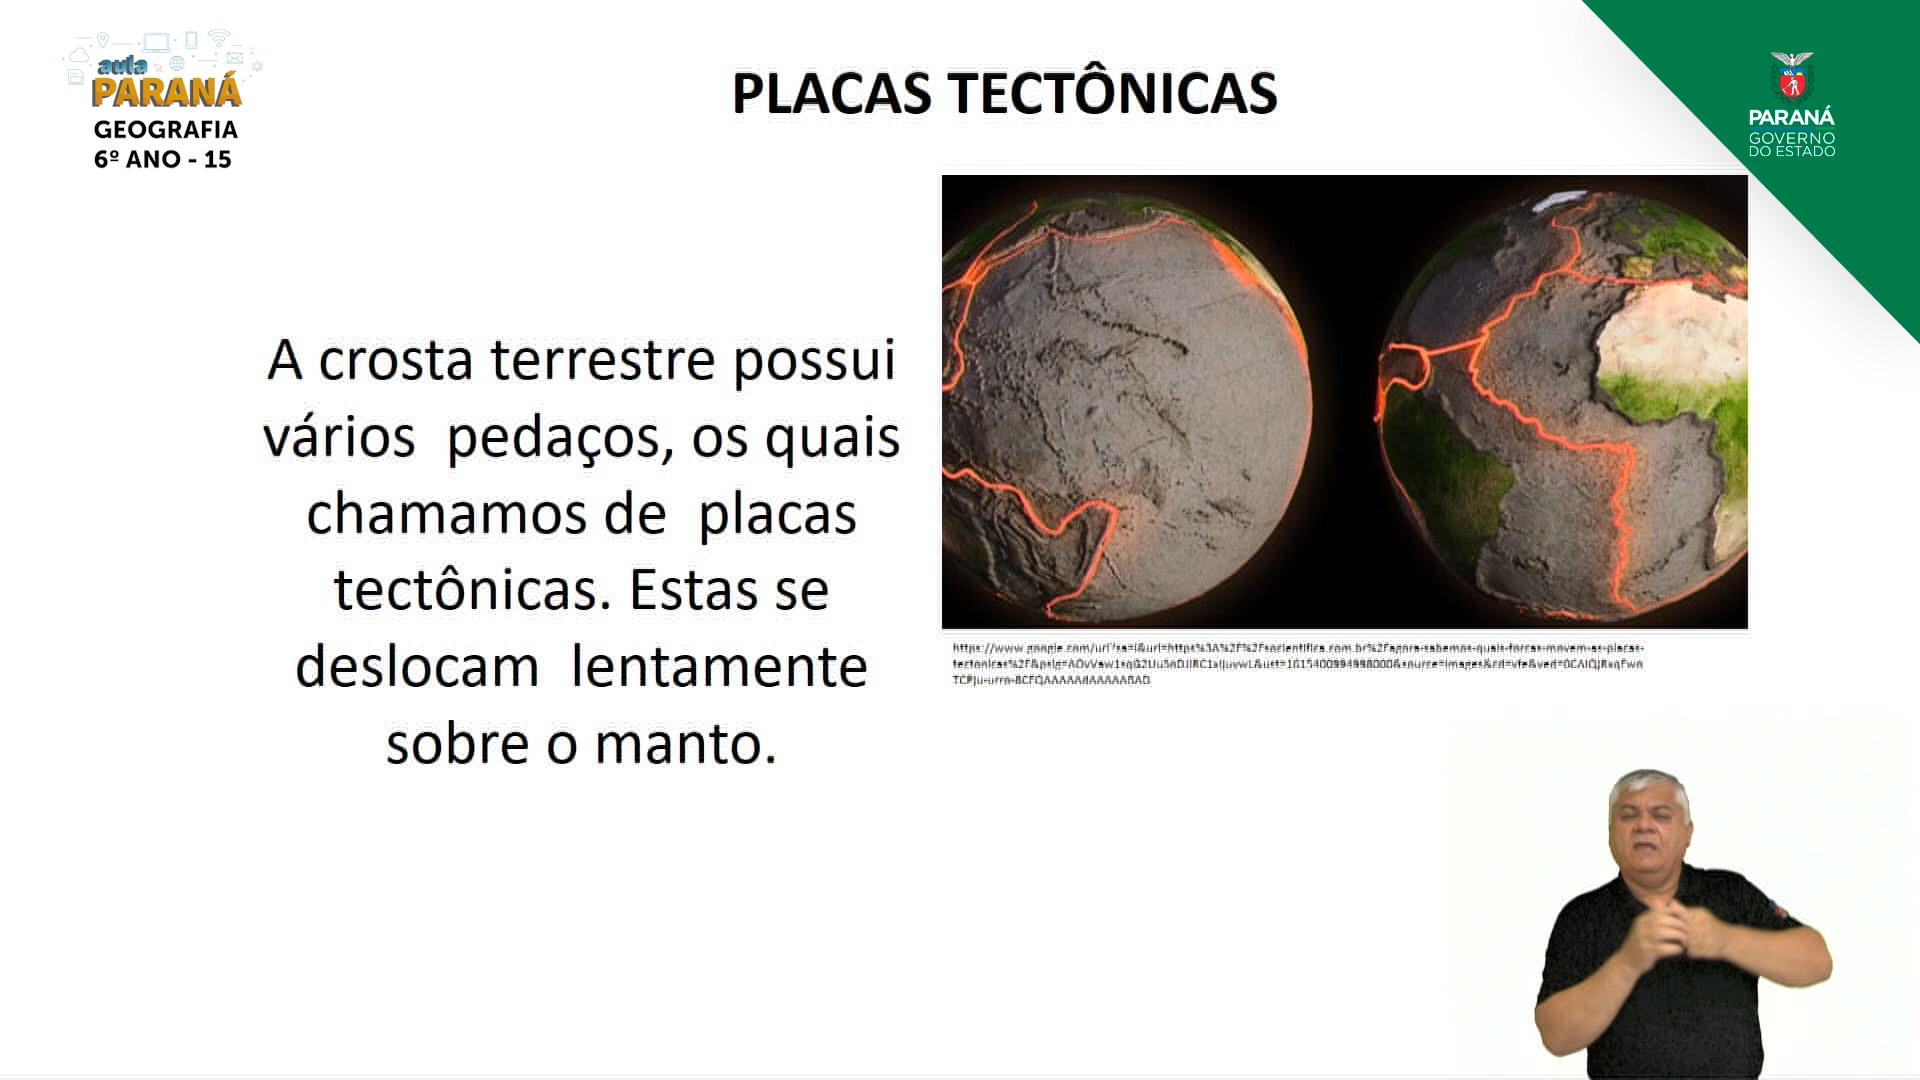 aula
PARANÁ
GEOGRAFIA
6º ANO - 15
PLACAS TECTÔNICAS
PARANÁ
GOVERNO
DO ESTADO
A crosta terrestre possui
vários pedaços, os quais
chamamos de placas
tectônicas. Estas se
deslocam lentamente
sobre o manto.